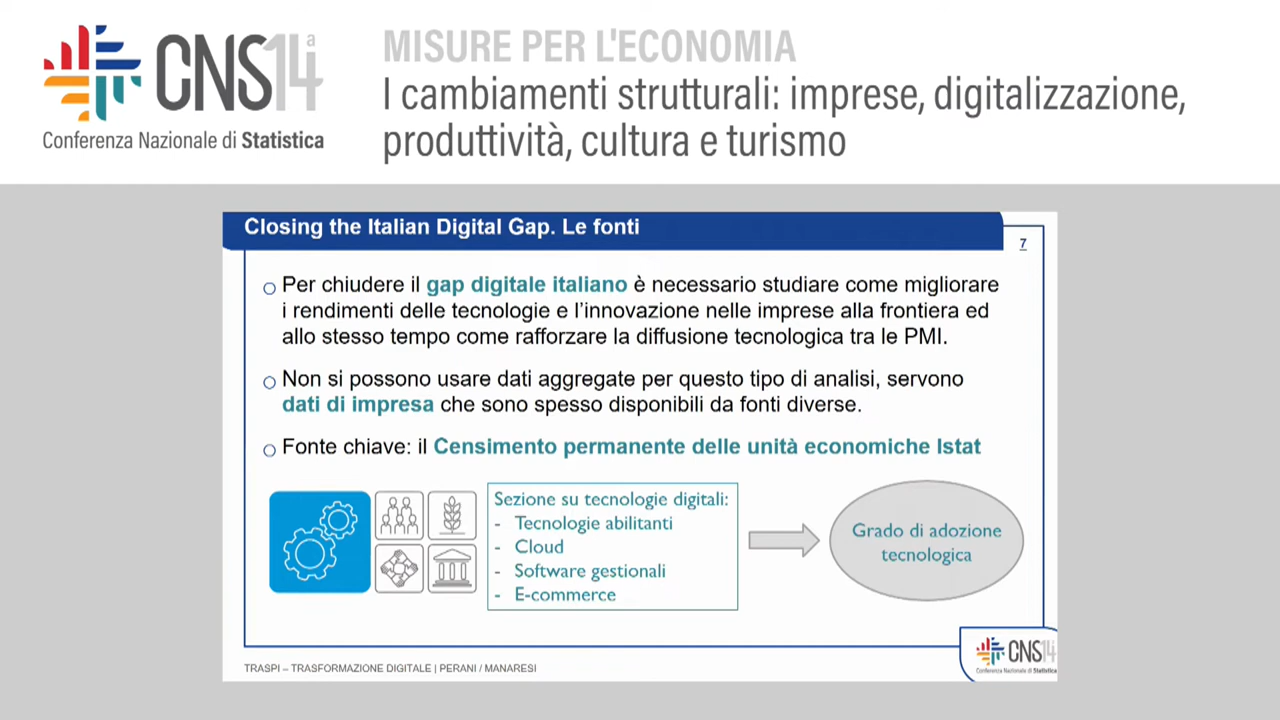 CNS14ª
Conferenza Nazionale di Statistica
MISURE PER L'ECONOMIA
I cambiamenti strutturali: imprese, digitalizzazione,
produttività, cultura e turismo
Closing the Italian Digital Gap. Le fonti
7
Per chiudere il gap digitale italiano è necessario studiare come migliorare
i rendimenti delle tecnologie e l’innovazione nelle imprese alla frontiera ed
allo stesso tempo come rafforzare la diffusione tecnologica tra le PMI.
Non si possono usare dati aggregate per questo tipo di analisi, servono
dati di impresa che sono spesso disponibili da fonti diverse.
Fonte chiave: il Censimento permanente delle unità economiche Istat
Sezione su tecnologie digitali:
- Tecnologie abilitanti
- Cloud
- Software gestionali
- E-commerce
Grado di adozione
tecnologica
TRASPI – TRASFORMAZIONE DIGITALE | PERANI / MANARESI
CNS14
Conferenza Nazionale di Statistica